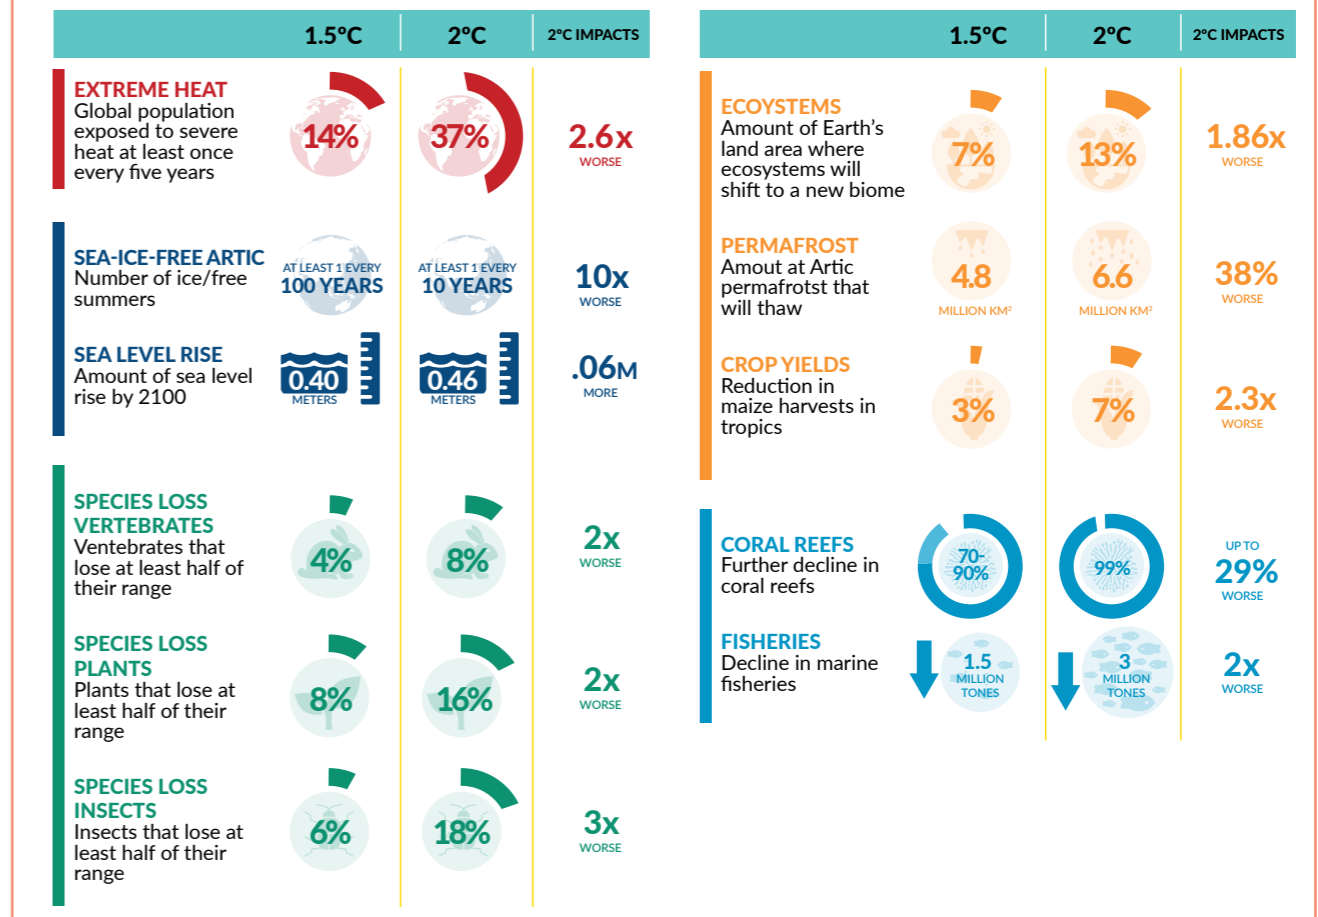 1.5°C 2°C 2°C IMPACTS
EXTREME HEAT
Global population
exposed to severe
heat at least once
every five years
14%
37%
2.6x
WORSE
SEA-ICE-FREE ARTIC
Number of ice/free
summers
AT LEAST 1 EVERY
100 YEARS
AT LEAST 1 EVERY
10 YEARS
10x
WORSE
SEA LEVEL RISE
Amount of sea level
rise by 2100
0.40
METERS
0.46
METERS
.06M
MORE
SPECIES LOSS
VERTEBRATES
Ventebrates that
lose at least half of
their range
4%
8%
2x
WORSE
SPECIES LOSS
PLANTS
Plants that lose at
least half of their
range
8%
16%
2x
WORSE
SPECIES LOSS
INSECTS
Insects that lose at
least half of their
range
6%
18%
3x
WORSE
1.5°C 2°C 2°C IMPACTS
ECOYSTEMS
Amount of Earth's
land area where
ecosystems will
shift to a new biome
7%
13%
1.86x
WORSE
PERMAFROST
Amout at Artic
permafrotst that
will thaw
4.8
MILLION KM²
6.6
MILLION KM²
38%
WORSE
CROP YIELDS
Reduction in
maize harvests in
tropics
3%
7%
2.3x
WORSE
CORAL REEFS
Further decline in
coral reefs
70-
90%
99%
UP TO
29%
WORSE
FISHERIES
Decline in marine
fisheries
1.5
MILLION
TONES
3
MILLION
TONES
2x
WORSE